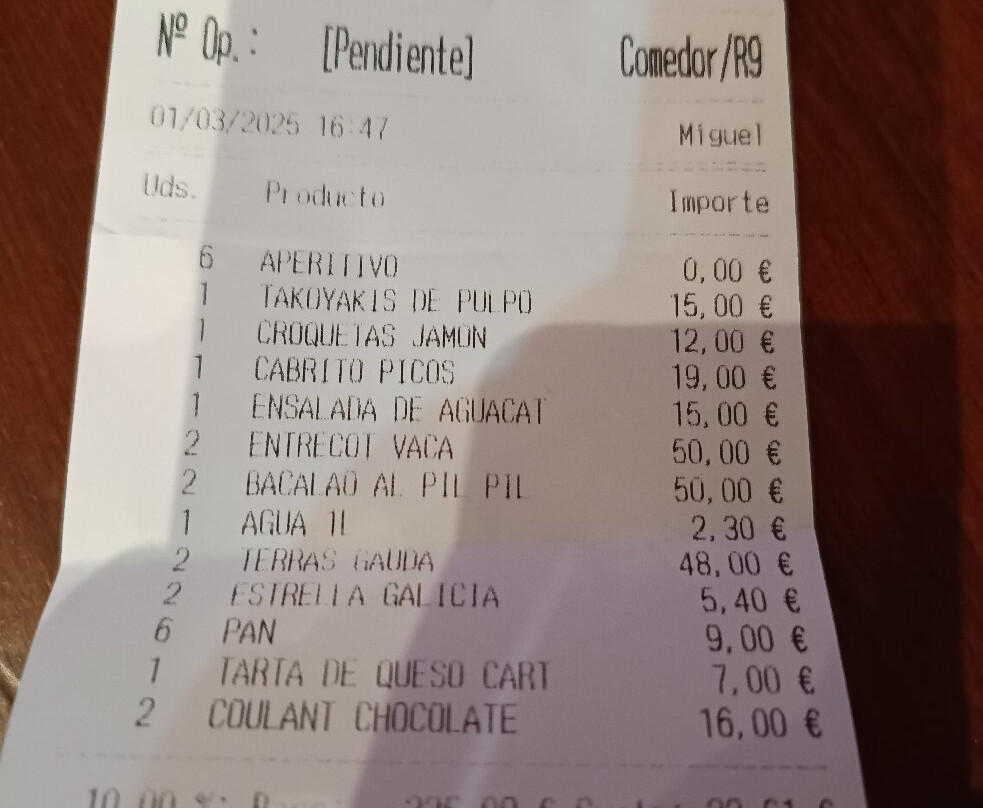 Nº Op.: [Pendiente] Comedor/R9
01/03/2025 16:47 Miguel
Uds. Producto Importe
6 APERITIVO 0,00 €
1 TAKOYAKIS DE PULPO 15,00 €
1 CROQUETAS JAMON 12,00 €
1 CABRITO PICOS 19,00 €
1 ENSALADA DE AGUACAT 15,00 €
2 ENTRECOT VACA 50,00 €
2 BACALAO AL PIL PIL 50,00 €
1 AGUA 1L 2,30 €
2 TERRAS GAUDA 48,00 €
2 ESTRELLA GALICIA 5,40 €
6 PAN 9,00 €
1 TARTA DE QUESO CART 7,00 €
2 COULANT CHOCOLATE 16,00 €
10,00 %: